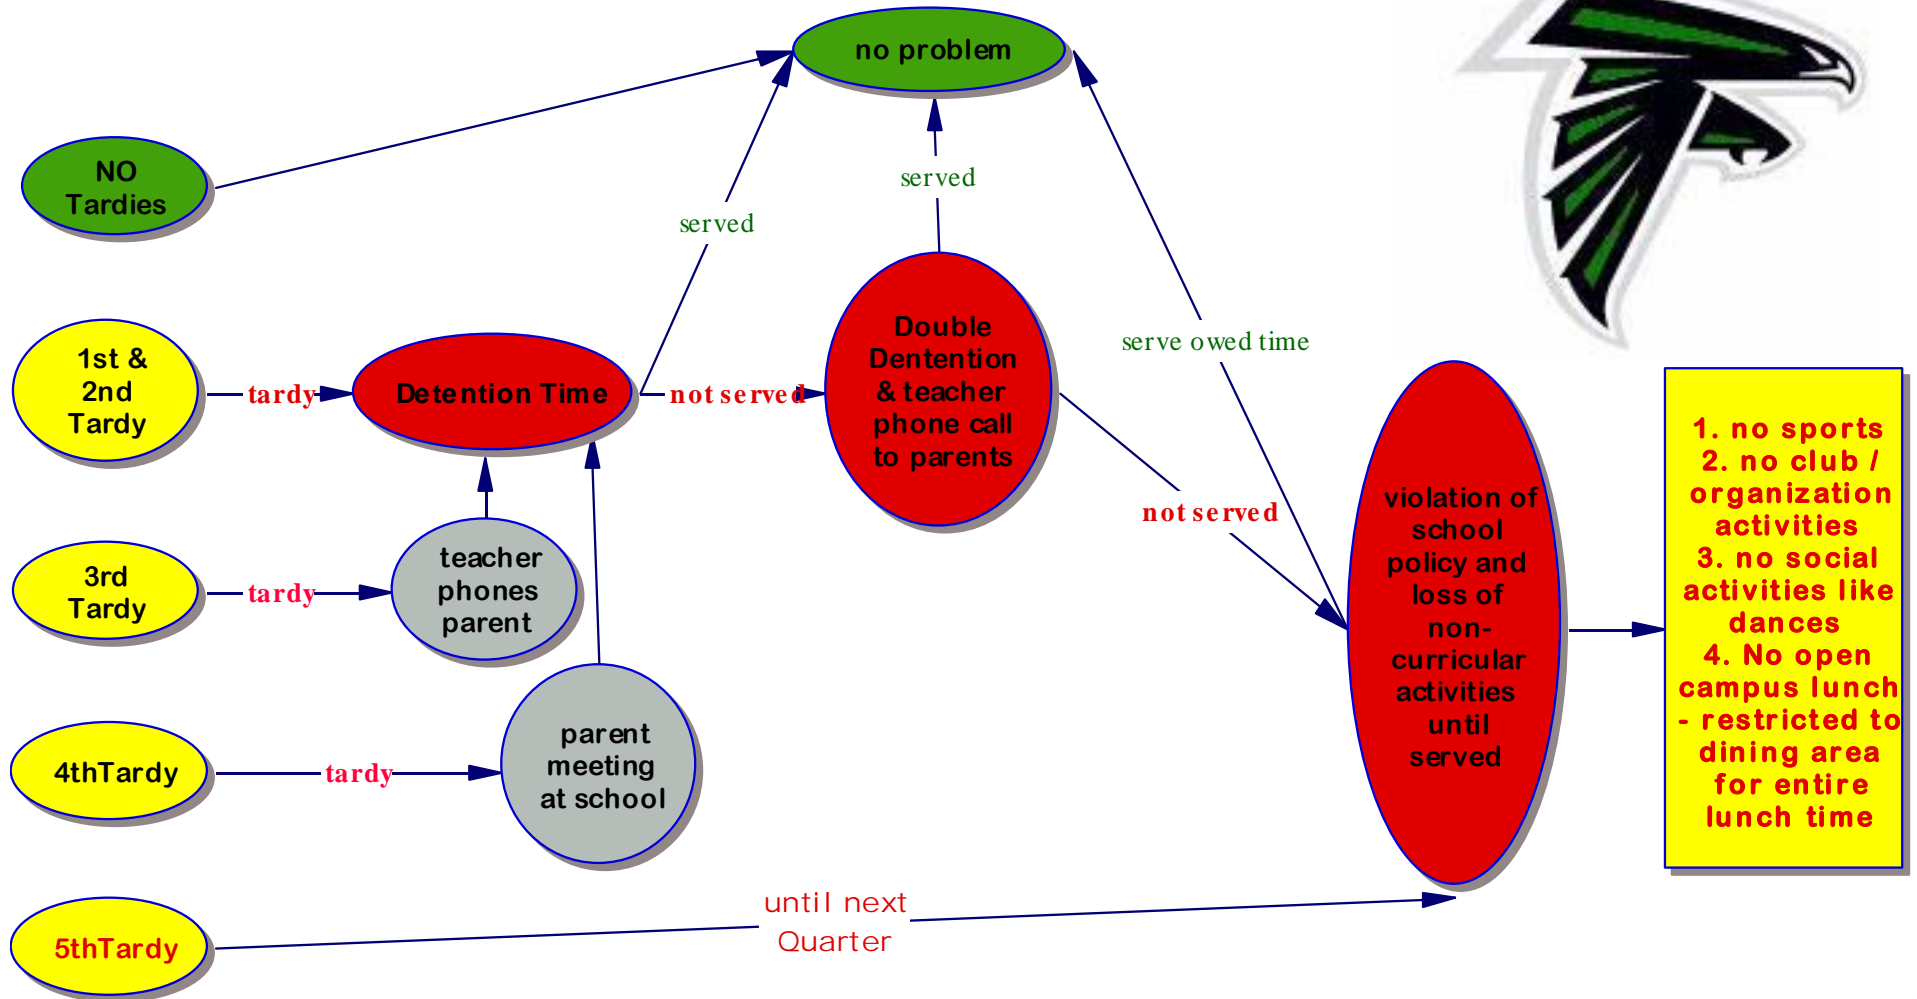 no problem
NO
Tardies
served
served
1st &
2nd
Tardy
tardy
Detention Time
not served
Double
Dentention
& teacher
phone call
to parents
serve owed time
not served
3rd
Tardy
tardy
teacher
phones
parent
4thTardy
tardy
parent
meeting
at school
violation of
school
policy and
loss of
non-
curricular
activities
until
served
1. no sports
2. no club /
organization
activities
3. no social
activities like
dances
4. No open
campus lunch
- restricted to
dining area
for entire
lunch time
5thTardy
until next
Quarter